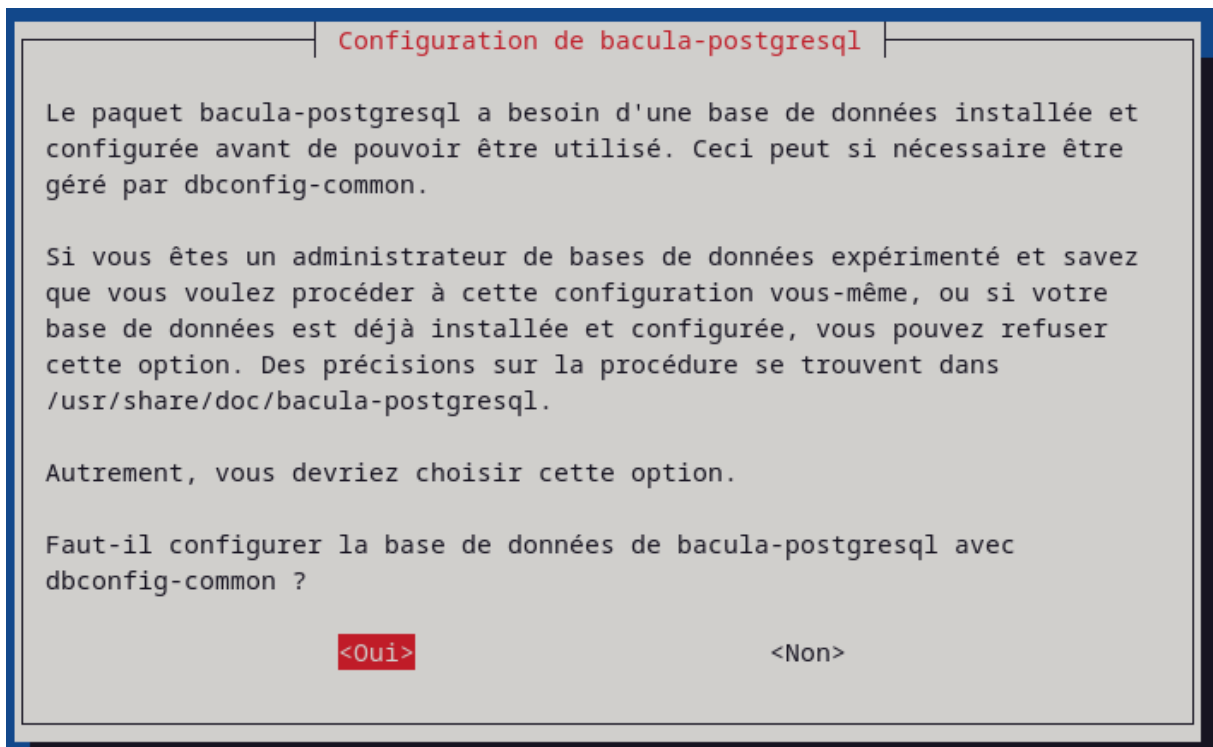 Configuration de bacula-postgresql
Le paquet bacula-postgresql a besoin d'une base de données installée et
configurée avant de pouvoir être utilisé. Ceci peut si nécessaire être
géré par dbconfig-common.
Si vous êtes un administrateur de bases de données expérimenté et savez
que vous voulez procéder à cette configuration vous-même, ou si votre
base de données est déjà installée et configurée, vous pouvez refuser
cette option. Des précisions sur la procédure se trouvent dans
/usr/share/doc/bacula-postgresql.
Autrement, vous devriez choisir cette option.
Faut-il configurer la base de données de bacula-postgresql avec
dbconfig-common ?
<Oui> <Non>